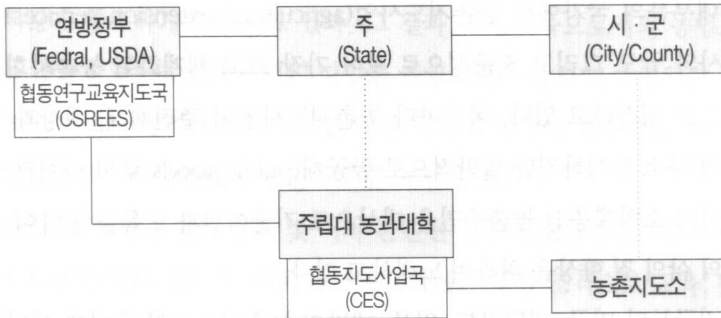 연방정부
(Fedral, USDA)
협동연구교육지도국
(CSREES)
주
(State)
시 · 군
(City/County)
주립대 농과대학
협동지도사업국
(CES)
농촌지도소